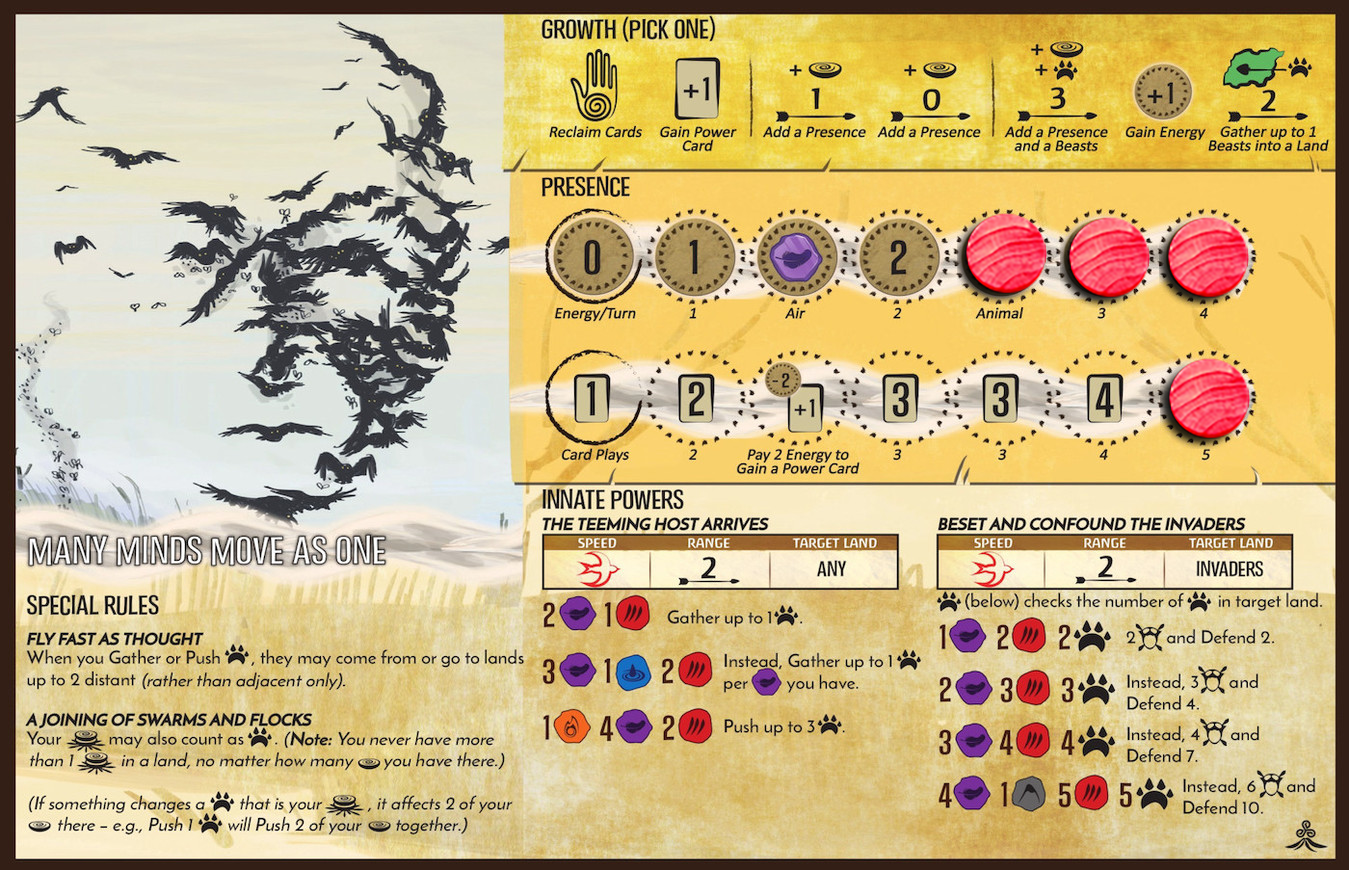 GROWTH (PICK ONE)
+1
+
1
+
0
+
+
3
+1
2
Reclaim Cards
Gain Power
Card
Add a Presence
Add a Presence
Add a Presence
and a Beasts
Gain Energy
Gather up to 1
Beasts into a Land
PRESENCE
0
1
2
Energy/Turn
1
Air
2
Animal
3
4
1
2
-2
+1
3
3
4
Card Plays
2
Pay 2 Energy to
Gain a Power Card
3
3
4
5
MANY MINDS MOVE AS ONE
SPECIAL RULES
FLY FAST AS THOUGHT
When you Gather or Push , they may come from or go to lands
up to 2 distant (rather than adjacent only).
A JOINING OF SWARMS AND FLOCKS
Your may also count as . (Note: You never have more
than 1 in a land, no matter how many you have there.)
(If something changes a that is your , it affects 2 of your
there – e.g., Push 1 will Push 2 of your together.)
INNATE POWERS
THE TEEMING HOST ARRIVES
SPEED RANGE TARGET LAND
2 ANY
2 1 Gather up to 1 .
3 1 2 Instead, Gather up to 1
per you have.
1 4 2 Push up to 3 .
BESET AND CONFOUND THE INVADERS
SPEED RANGE TARGET LAND
2 INVADERS
(below) checks the number of in target land.
1 2 2 2 and Defend 2.
2 3 3 Instead, 3 and
Defend 4.
3 4 4 Instead, 4 and
Defend 7.
4 1 5 5 Instead, 6 and
Defend 10.